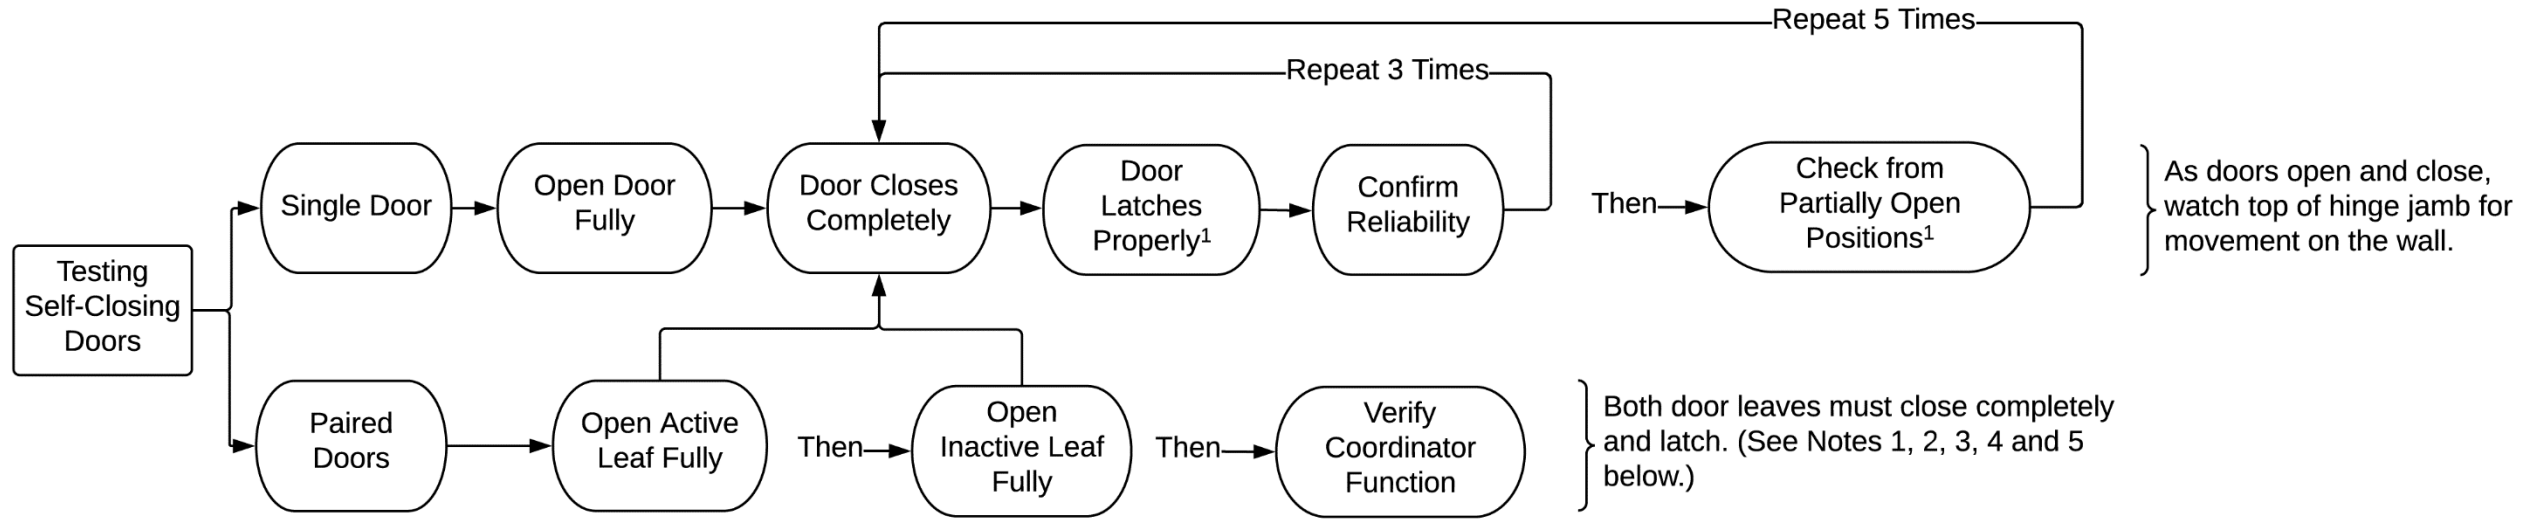 Repeat 5 Times
Repeat 3 Times
Testing
Self-Closing
Doors
Single Door
Open Door
Fully
Door Closes
Completely
Door
Latches
Properly¹
Confirm
Reliability
Then
Check from
Partially Open
Positions¹
As doors open and close,
watch top of hinge jamb for
movement on the wall.
Paired
Doors
Open Active
Leaf Fully
Then
Open
Inactive Leaf
Fully
Then
Verify
Coordinator
Function
Both door leaves must close completely
and latch. (See Notes 1, 2, 3, 4 and 5
below.)